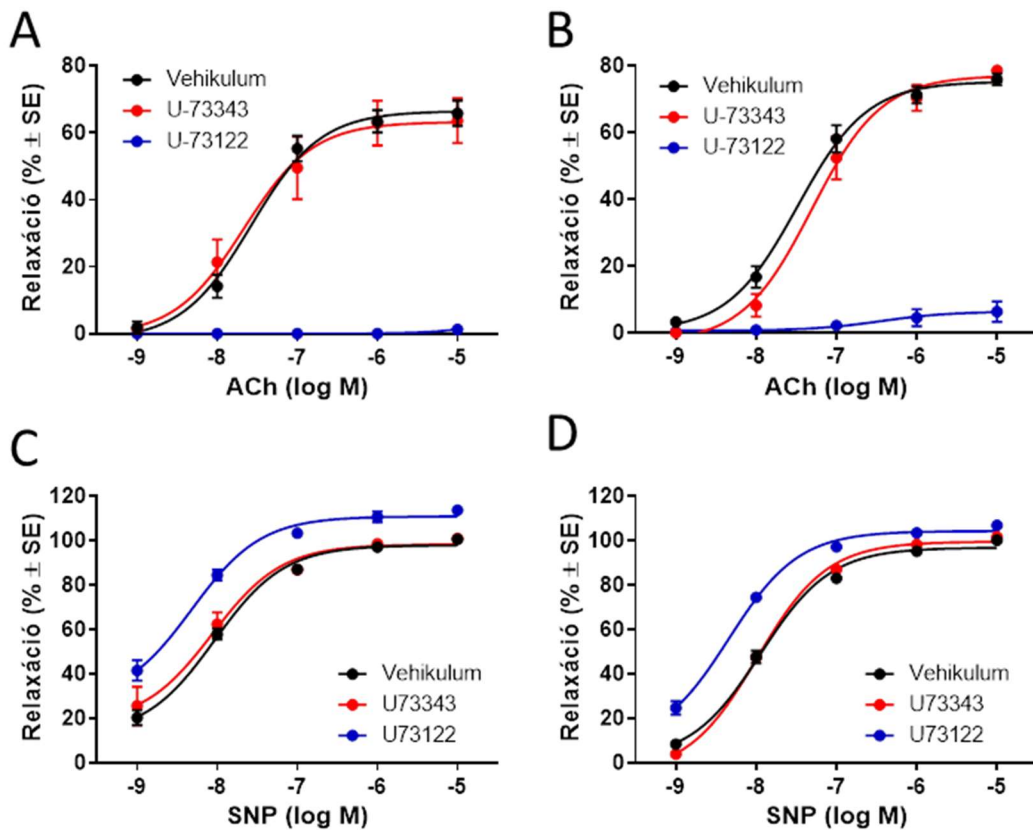 A
Relaxáció (% ± SE)
80
60
40
20
0
Vehikulum
U-73343
U-73122
-9 -8 -7 -6 -5
ACh (log M)
B
Relaxáció (% ± SE)
80
60
40
20
0
Vehikulum
U-73343
U-73122
-9 -8 -7 -6 -5
ACh (log M)
C
Relaxáció (% ± SE)
120
100
80
60
40
20
0
Vehikulum
U73343
U73122
-9 -8 -7 -6 -5
SNP (log M)
D
Relaxáció (% ± SE)
120
100
80
60
40
20
0
Vehikulum
U73343
U73122
-9 -8 -7 -6 -5
SNP (log M)